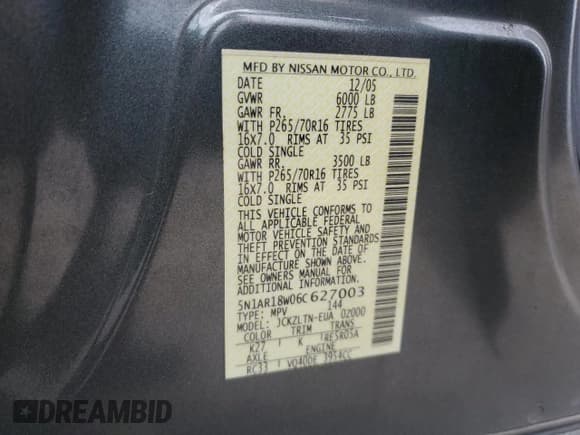 MFD BY NISSAN MOTOR CO., LTD.
DATE 12/05
GVWR 6000 LB
GAWR FR. 2775 LB
WITH P265/70R16 TIRES
16X7.0 RIMS AT 35 PSI
COLD SINGLE
GAWR RR. 3500 LB
WITH P265/70R16 TIRES
16X7.0 RIMS AT 35 PSI
COLD SINGLE
THIS VEHICLE CONFORMS TO
ALL APPLICABLE FEDERAL
MOTOR VEHICLE SAFETY AND
THEFT PREVENTION STANDARDS
IN EFFECT ON THE DATE OF
MANUFACTURE SHOWN ABOVE.
SEE OWNERS MANUAL FOR
ADDITIONAL INFORMATION.
5N1AR18W06C627003
TYPE: MPV 144
MODEL: JCKZLTN-EUA 02000
COLOR TRIM TRANS
K27 K RE5R05A
AXLE ENGINE
RC33 VQ40DE 3954CC
DREAMBID